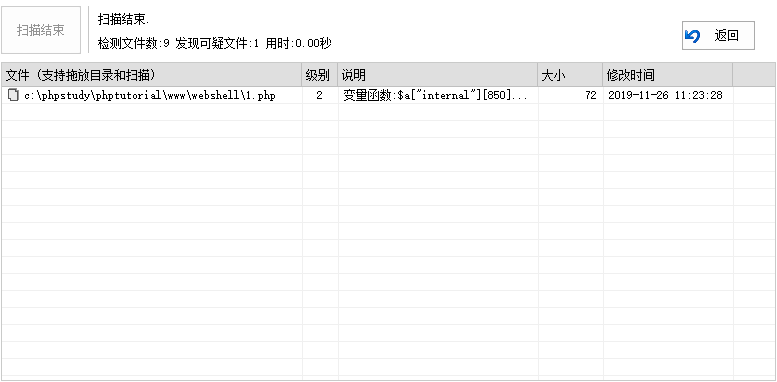 扫描结束
扫描结束.
检测文件数:9 发现可疑文件:1 用时:0.00秒
返回
文件（支持拖放目录和扫描） 级别 说明 大小 修改时间
c:\phpstudy\phptutorial\www\webshell\1.php 2 变量函数:$a["internal"][850]... 72 2019-11-26 11:23:28